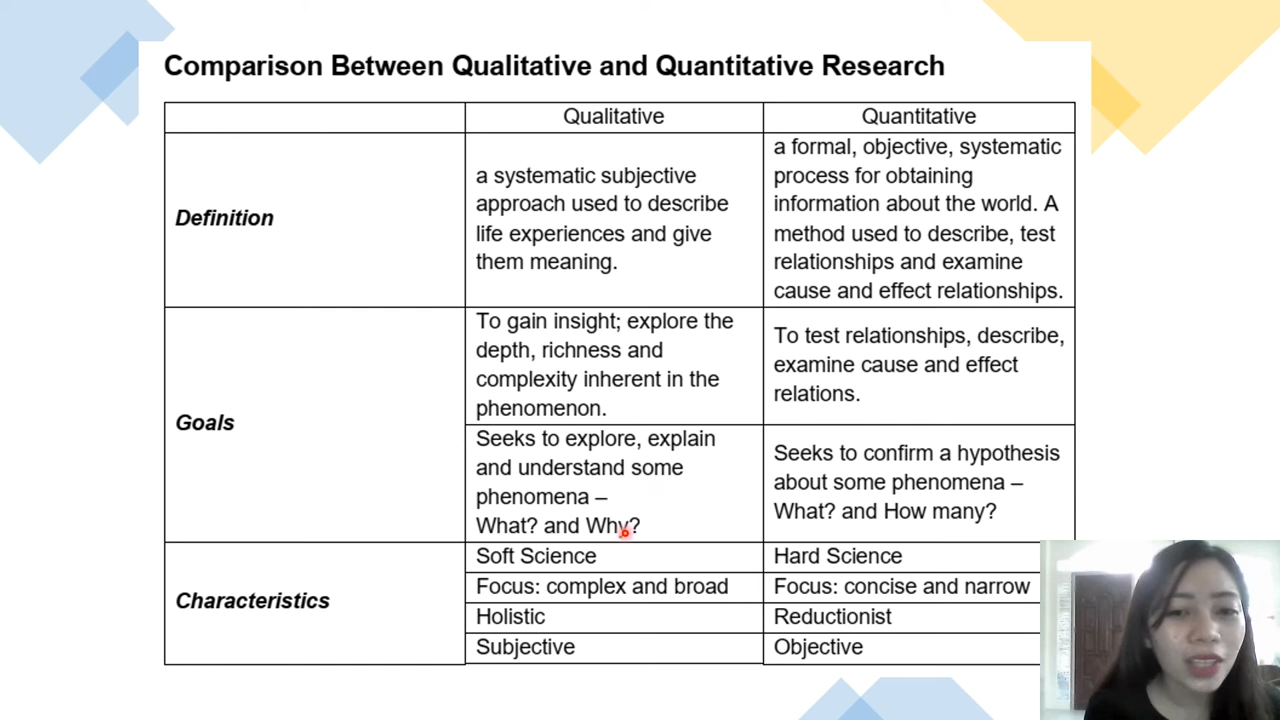 Comparison Between Qualitative and Quantitative Research
Qualitative
Quantitative
Definition
a systematic subjective
approach used to describe
life experiences and give
them meaning.
a formal, objective, systematic
process for obtaining
information about the world. A
method used to describe, test
relationships and examine
cause and effect relationships.
Goals
To gain insight; explore the
depth, richness and
complexity inherent in the
phenomenon.
To test relationships, describe,
examine cause and effect
relations.
Seeks to explore, explain
and understand some
phenomena –
What? and Why?
Seeks to confirm a hypothesis
about some phenomena –
What? and How many?
Characteristics
Soft Science
Hard Science
Focus: complex and broad
Focus: concise and narrow
Holistic
Reductionist
Subjective
Objective